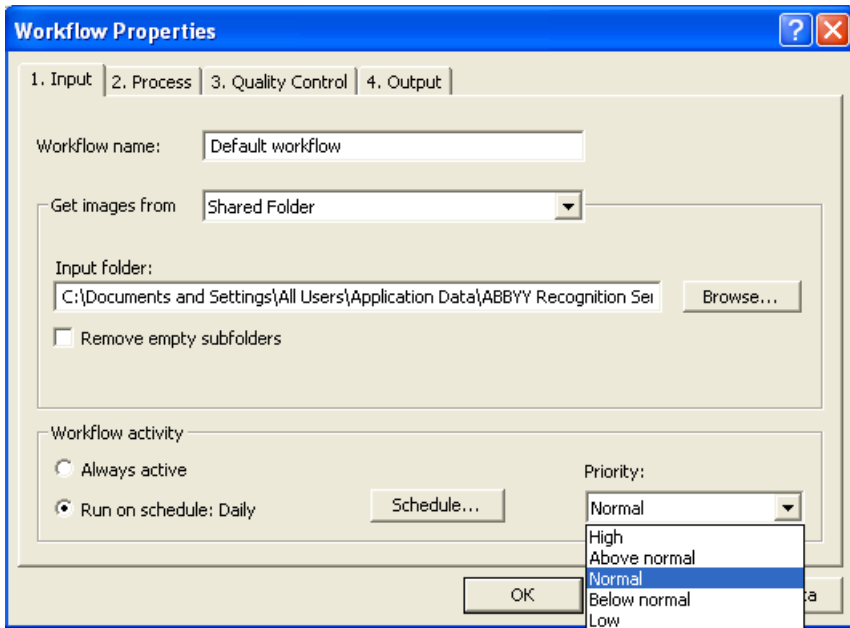 Workflow Properties
1. Input 2. Process 3. Quality Control 4. Output
Workflow name: Default workflow
Get images from Shared Folder
Input folder:
C:\Documents and Settings\All Users\Application Data\ABBYY Recognition Browse...
Remove empty subfolders
Workflow activity
Always active Priority:
Run on schedule: Daily Schedule... Normal
High
Above normal
Normal
OK
Below normal
Low